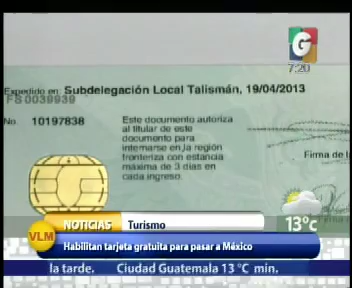 G
7:20
Expedido en: Subdelegación Local Talismán, 19/04/2013
FS0039939
No. 10197838
Este documento autoriza
al titular de este
documento para
internarse en la región
fronteriza con estancia
máxima de 3 días en
cada ingreso.
Firma de l
NOTICIAS Turismo
13°C
VLM
Habilitan tarjeta gratuita para pasar a México
la tarde. Ciudad Guatemala 13 °C min.